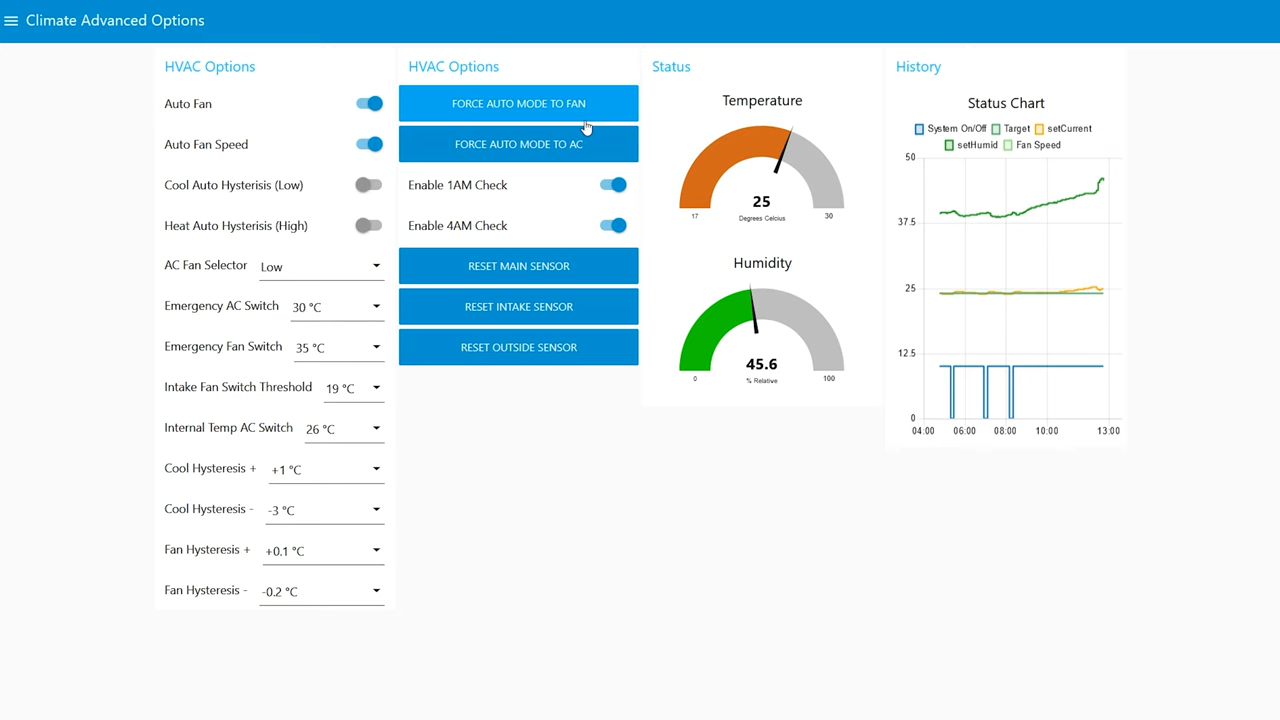 Climate Advanced Options
HVAC Options
Auto Fan
Auto Fan Speed
Cool Auto Hysterisis (Low)
Heat Auto Hysterisis (High)
AC Fan Selector Low
Emergency AC Switch 30 °C
Emergency Fan Switch 35 °C
Intake Fan Switch Threshold 19 °C
Internal Temp AC Switch 26 °C
Cool Hysteresis + +1 °C
Cool Hysteresis - -3 °C
Fan Hysteresis + +0.1 °C
Fan Hysteresis - -0.2 °C
HVAC Options
FORCE AUTO MODE TO FAN
FORCE AUTO MODE TO AC
Enable 1AM Check
Enable 4AM Check
RESET MAIN SENSOR
RESET INTAKE SENSOR
RESET OUTSIDE SENSOR
Status
Temperature
25
17 Degrees Celcius 30
Humidity
45.6
0 % Relative 100
History
Status Chart
System On/Off Target setCurrent
setHumid Fan Speed
50
37.5
25
12.5
0
04:00 06:00 08:00 10:00 13:00